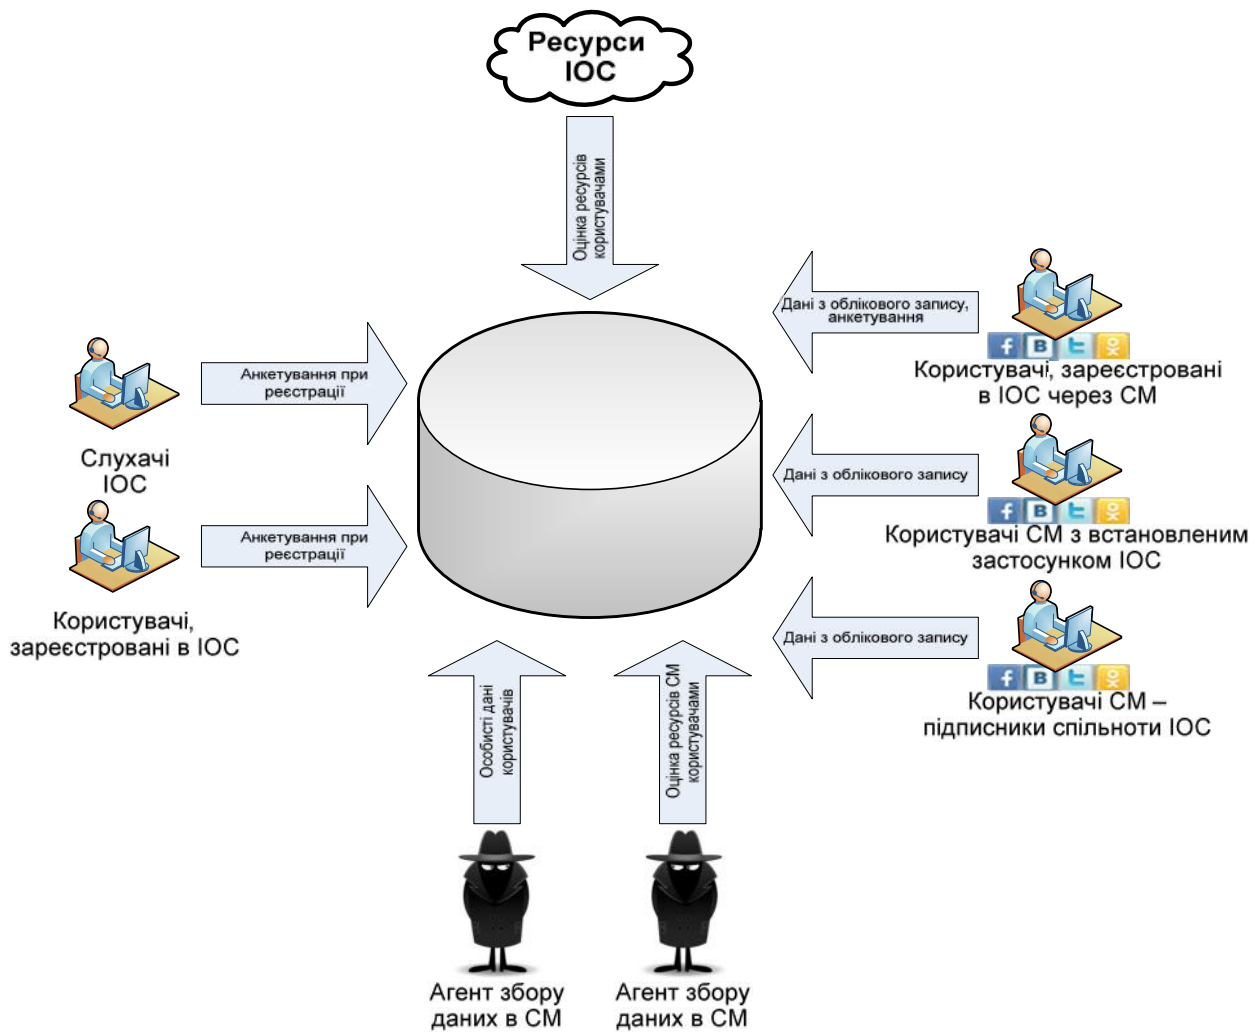 Ресурси
ІОС
Оцінка ресурсів
користувачами
Дані з облікового запису,
анкетування
Користувачі, зареєстровані
в ІОС через СМ
Анкетування при
реєстрації
Слухачі
ІОС
Дані з облікового запису
Користувачі СМ з встановленим
застосунком ІОС
Анкетування при
реєстрації
Користувачі,
зареєстровані в ІОС
Дані з облікового запису
Користувачі СМ –
підписники спільноти ІОС
Особисті дані
користувачів
Оцінка ресурсів СМ
користувачами
Агент збору
даних в СМ
Агент збору
даних в СМ